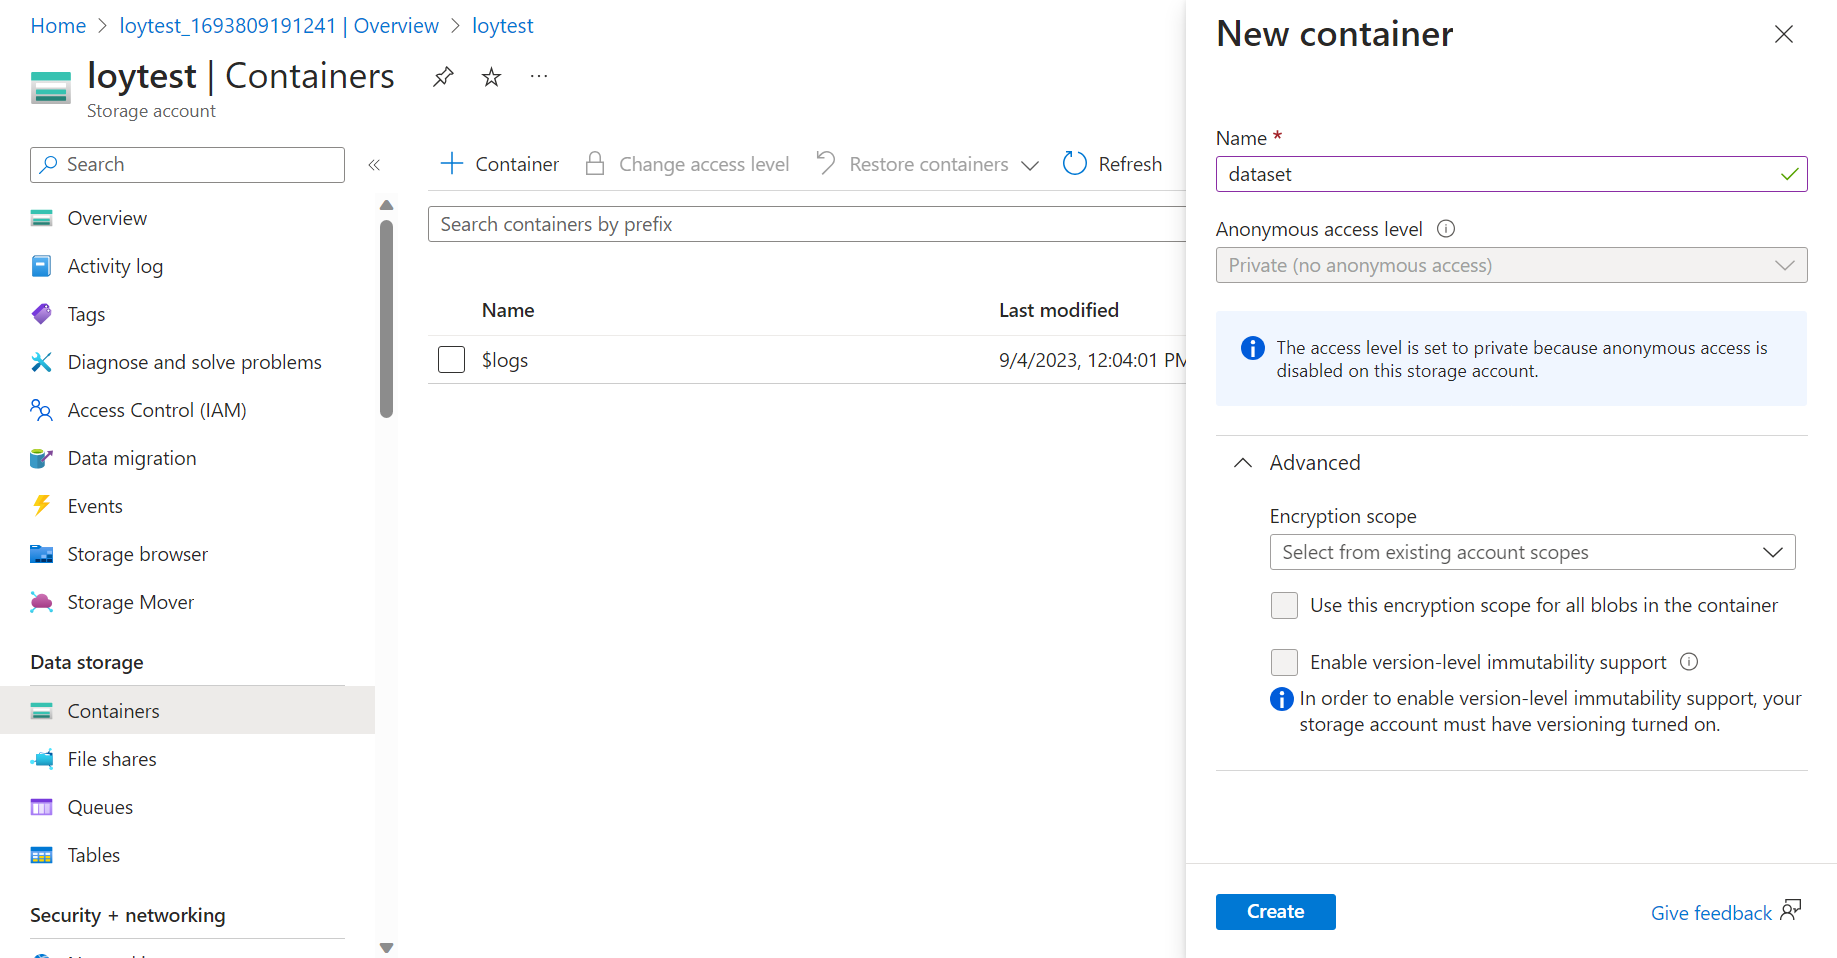 Home > loytest_1693809191241 | Overview > loytest
loytest | Containers
Storage account
Search
Overview
Activity log
Tags
Diagnose and solve problems
Access Control (IAM)
Data migration
Events
Storage browser
Storage Mover
Data storage
Containers
File shares
Queues
Tables
Security + networking
Container
Change access level
Restore containers
Refresh
Search containers by prefix
Name
Last modified
$logs
9/4/2023, 12:04:01 PM
New container
Name *
dataset
Anonymous access level
Private (no anonymous access)
The access level is set to private because anonymous access is
disabled on this storage account.
Advanced
Encryption scope
Select from existing account scopes
Use this encryption scope for all blobs in the container
Enable version-level immutability support
In order to enable version-level immutability support, your
storage account must have versioning turned on.
Create
Give feedback